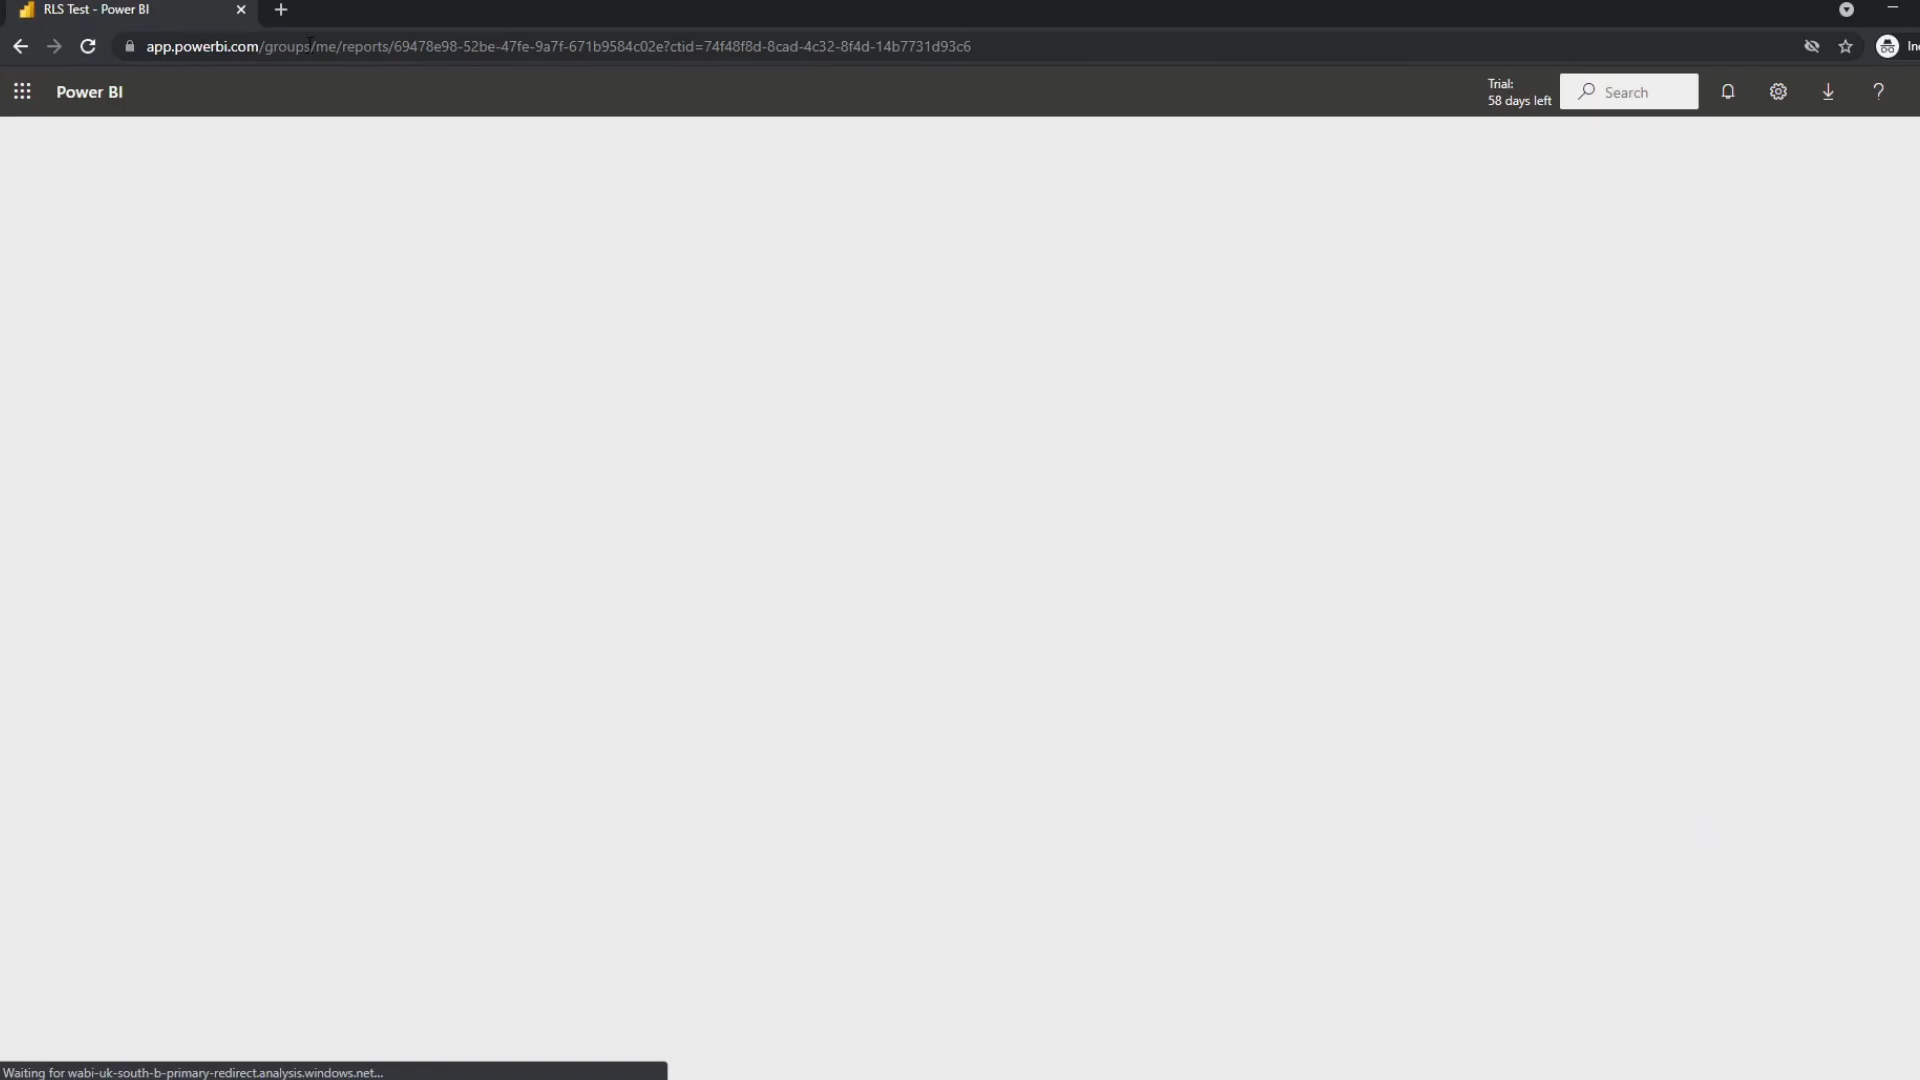 RLS Test - Power BI
app.powerbi.com/groups/me/reports/69478e98-52be-47fe-9a7f-671b9584c02e?ctid=74f48f8d-8cad-4c32-8f4d-14b7731d93c6
Inc
Power BI
Trial:
58 days left
Search
Waiting for wabi-uk-south-b-primary-redirect.analysis.windows.net...